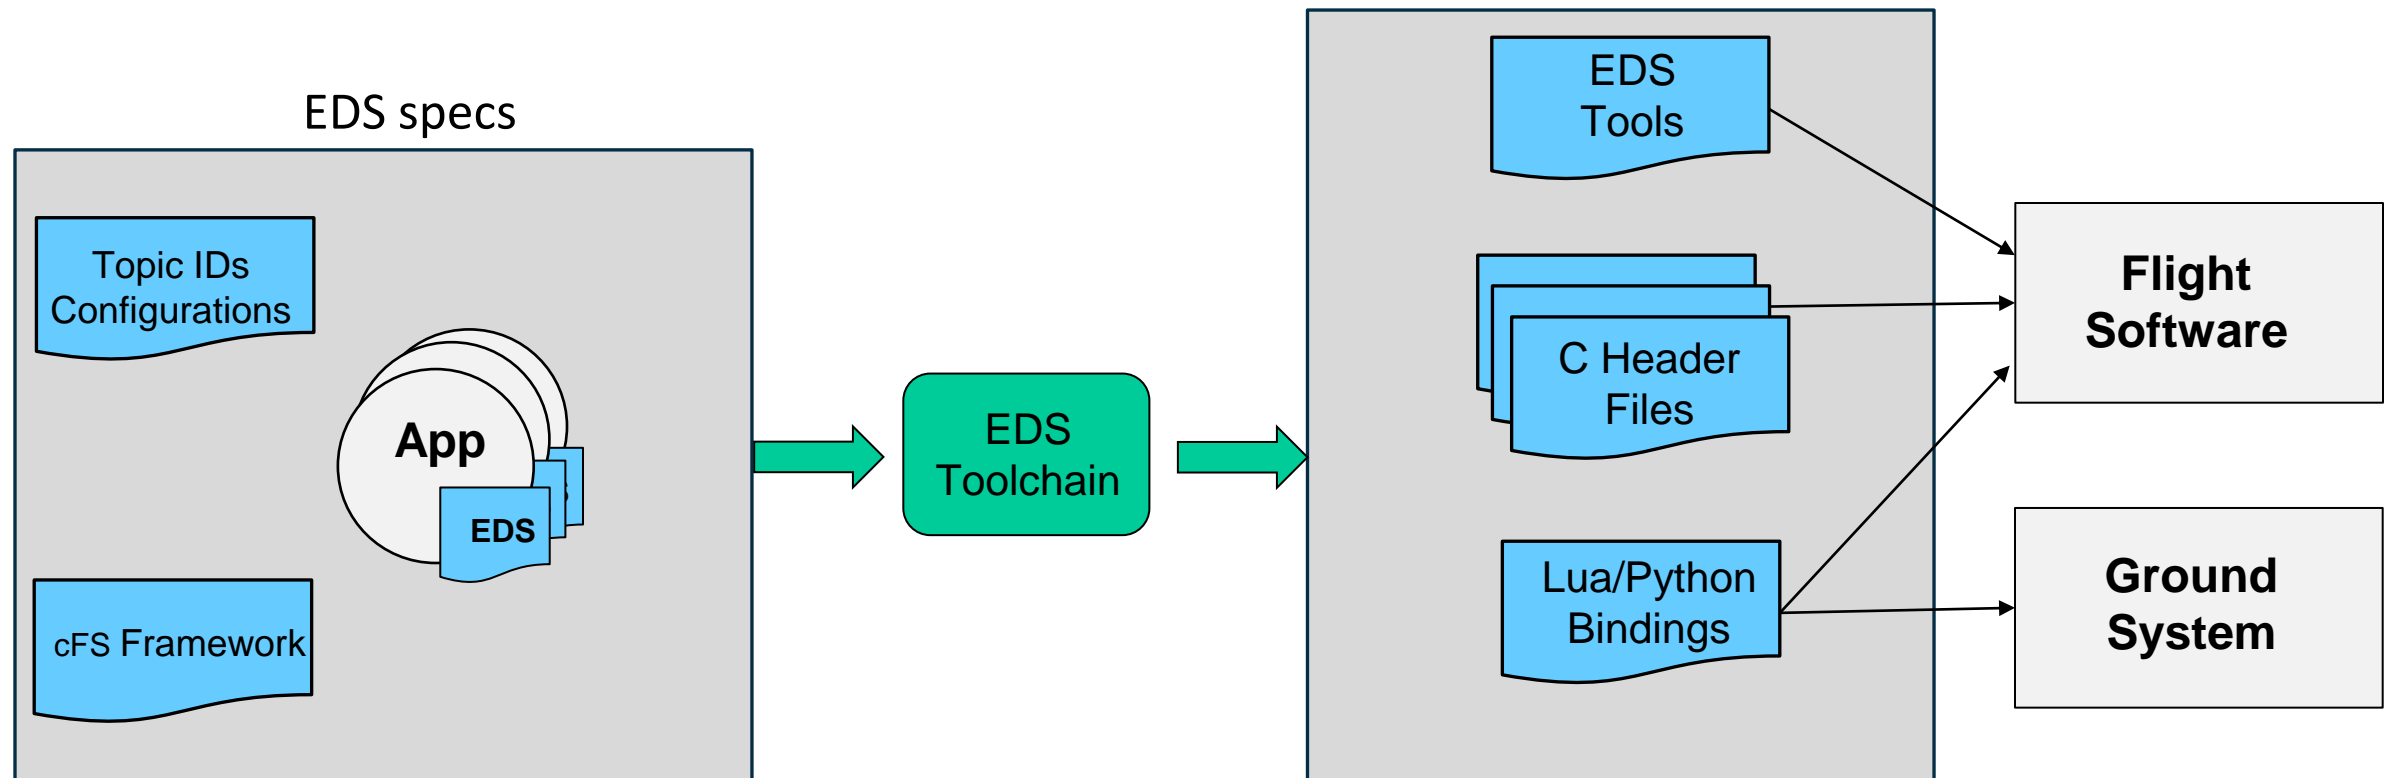 EDS specs
Topic IDs
Configurations
App
EDS
cFS Framework
EDS
Toolchain
EDS
Tools
C Header
Files
Lua/Python
Bindings
Flight
Software
Ground
System